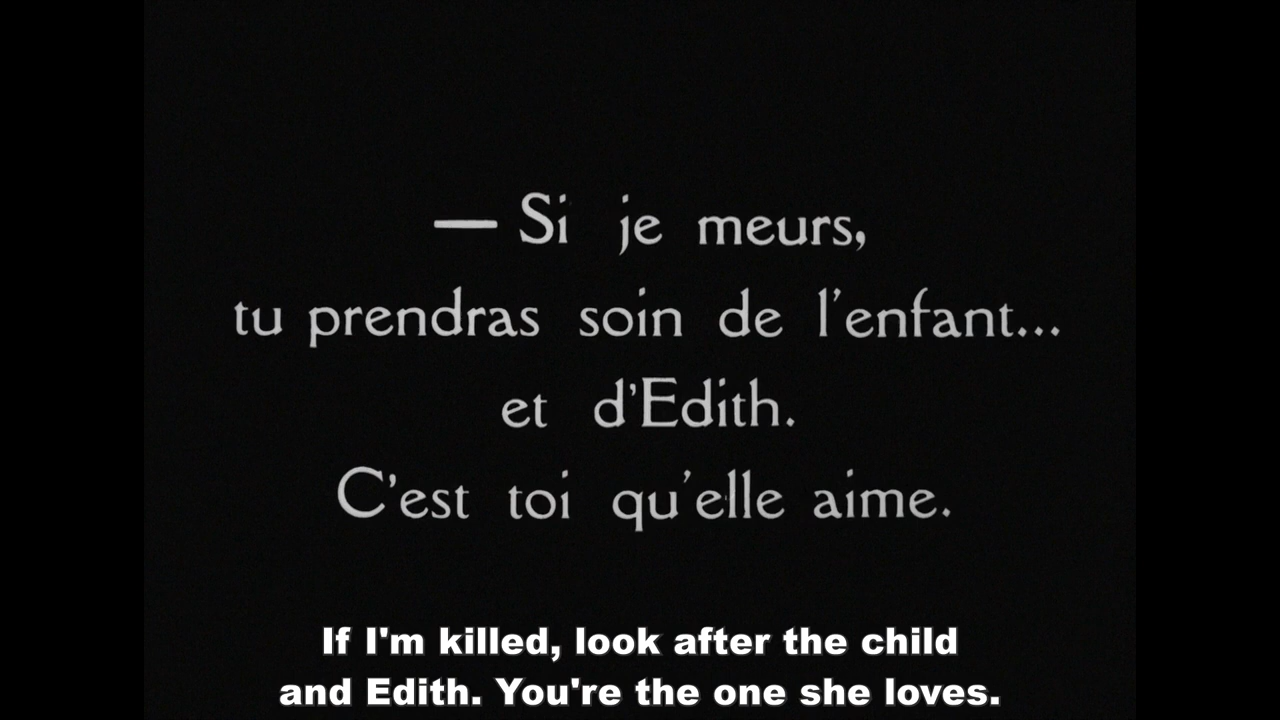 — Si je meurs,
tu prendras soin de l'enfant...
et d'Edith.
C'est toi qu'elle aime.
If I'm killed, look after the child
and Edith. You're the one she loves.